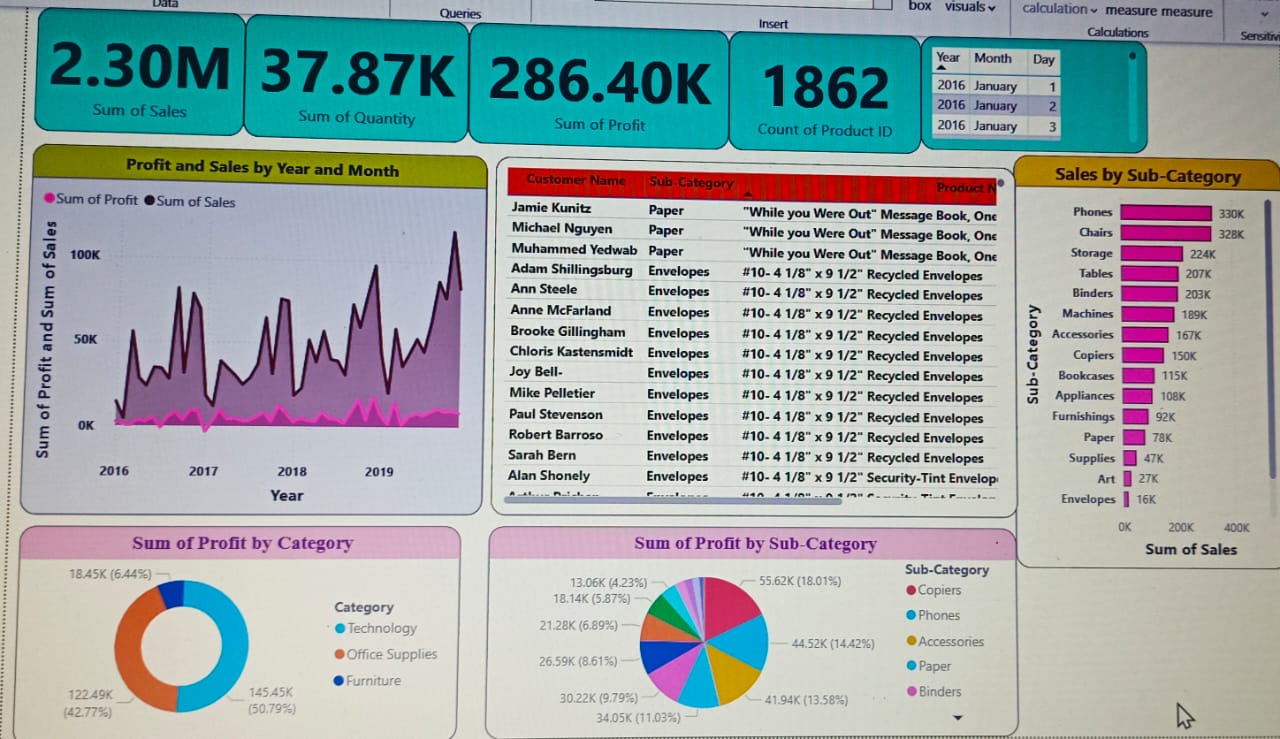 Data
Queries
Insert
box visuals
calculation measure measure
Calculations
2.30M
Sum of Sales
37.87K
Sum of Quantity
286.40K
Sum of Profit
1862
Count of Product ID
Year Month Day
2016 January 1
2016 January 2
2016 January 3
Profit and Sales by Year and Month
Sum of Profit Sum of Sales
Sum of Profit and Sum of Sales
100K
50K
0K
2016 2017 2018 2019
Year
Customer Name Sub-Category Product N
Jamie Kunitz Paper "While you Were Out" Message Book, One
Michael Nguyen Paper "While you Were Out" Message Book, One
Muhammed Yedwab Paper "While you Were Out" Message Book, One
Adam Shillingsburg Envelopes #10- 4 1/8" x 9 1/2" Recycled Envelopes
Ann Steele Envelopes #10- 4 1/8" x 9 1/2" Recycled Envelopes
Anne McFarland Envelopes #10- 4 1/8" x 9 1/2" Recycled Envelopes
Brooke Gillingham Envelopes #10- 4 1/8" x 9 1/2" Recycled Envelopes
Chloris Kastensmidt Envelopes #10- 4 1/8" x 9 1/2" Recycled Envelopes
Joy Bell- Envelopes #10- 4 1/8" x 9 1/2" Recycled Envelopes
Mike Pelletier Envelopes #10- 4 1/8" x 9 1/2" Recycled Envelopes
Paul Stevenson Envelopes #10- 4 1/8" x 9 1/2" Recycled Envelopes
Robert Barroso Envelopes #10- 4 1/8" x 9 1/2" Recycled Envelopes
Sarah Bern Envelopes #10- 4 1/8" x 9 1/2" Recycled Envelopes
Alan Shonely Envelopes #10- 4 1/8" x 9 1/2" Security-Tint Envelop
Sales by Sub-Category
Sub-Category
Phones 330K
Chairs 328K
Storage 224K
Tables 207K
Binders 203K
Machines 189K
Accessories 167K
Copiers 150K
Bookcases 115K
Appliances 108K
Furnishings 92K
Paper 78K
Supplies 47K
Art 27K
Envelopes 16K
0K 200K 400K
Sum of Sales
Sum of Profit by Category
18.45K (6.44%)
122.49K
(42.77%)
145.45K
(50.79%)
Category
Technology
Office Supplies
Furniture
Sum of Profit by Sub-Category
13.06K (4.23%)
18.14K (5.87%)
21.28K (6.89%)
26.59K (8.61%)
30.22K (9.79%)
34.05K (11.03%)
55.62K (18.01%)
44.52K (14.42%)
41.94K (13.58%)
Sub-Category
Copiers
Phones
Accessories
Paper
Binders